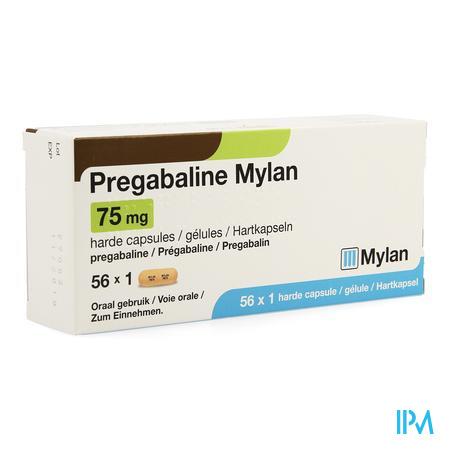 Lot
EXP
Pregabaline Mylan
75 mg
harde capsules / gélules / Hartkapseln
pregabaline / Prégabaline / Pregabalin
56 x 1
Oraal gebruik / Voie orale /
Zum Einnehmen.
Mylan
56 x 1 harde capsule / gélule / Hartkapsel
IPM